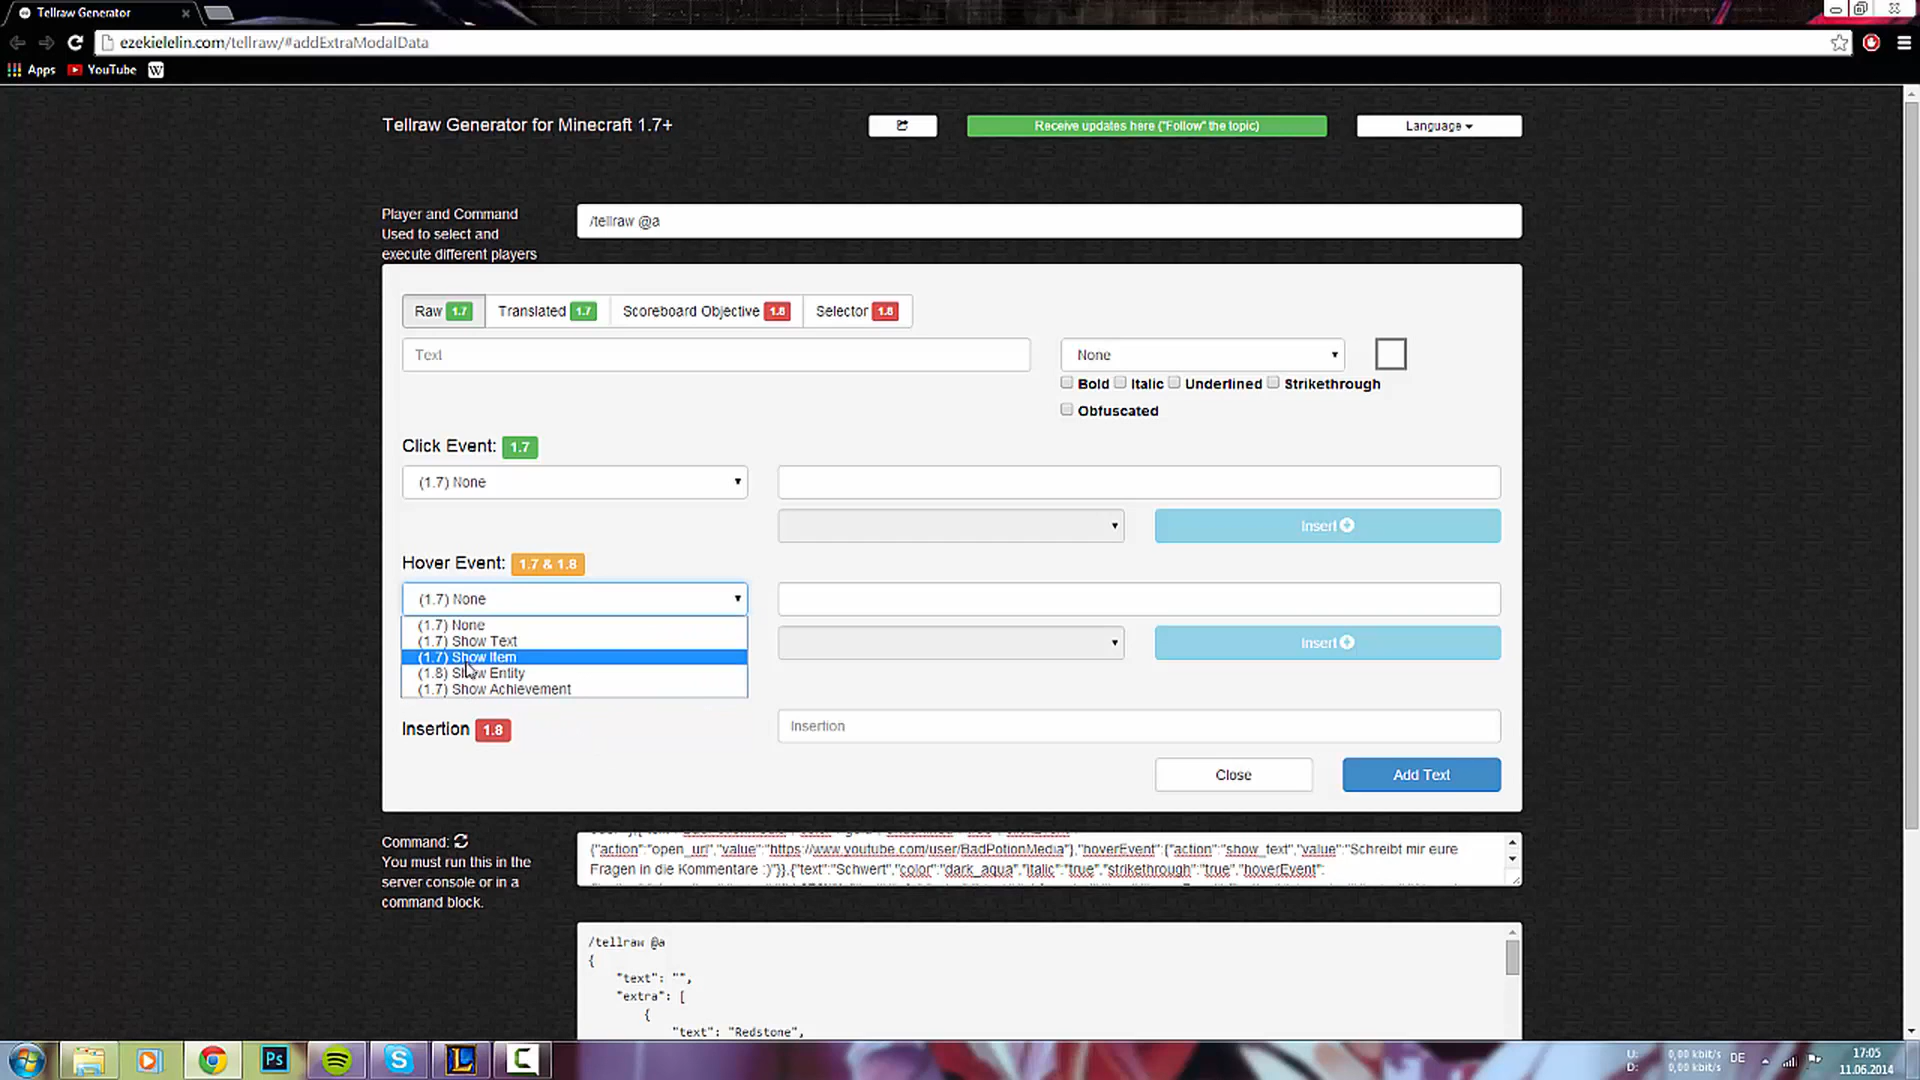 Tellraw Generator
ezekielelin.com/tellraw/#addExtraModalData
Apps YouTube W
Tellraw Generator for Minecraft 1.7+
Receive updates here ("Follow" the topic)
Language
Player and Command
Used to select and
execute different players
/tellraw @a
Raw 1.7 Translated 1.7 Scoreboard Objective 1.8 Selector 1.8
Text
None
Bold Italic Underlined Strikethrough
Obfuscated
Click Event: 1.7
(1.7) None
Insert
Hover Event: 1.7 & 1.8
(1.7) None
(1.7) None
(1.7) Show Text
(1.7) Show Item
(1.8) Show Entity
(1.7) Show Achievement
Insert
Insertion 1.8
Insertion
Close
Add Text
Command:
You must run this in the
server console or in a
command block.
{"action":"open_url","value":"https://www.youtube.com/user/BadPotionMedia"},"hoverEvent":{"action":"show_text","value":"Schreibt mir eure
Fragen in die Kommentare :)"}},{"text":"Schwert","color":"dark_aqua","italic":"true","strikethrough":"true","hoverEvent":
/tellraw @a
{
"text": "",
"extra": [
{
"text": "Redstone",
Ps
L
C
U: 0,00 kbit/s
D: 0,00 kbit/s
DE
17:05
11.06.2014